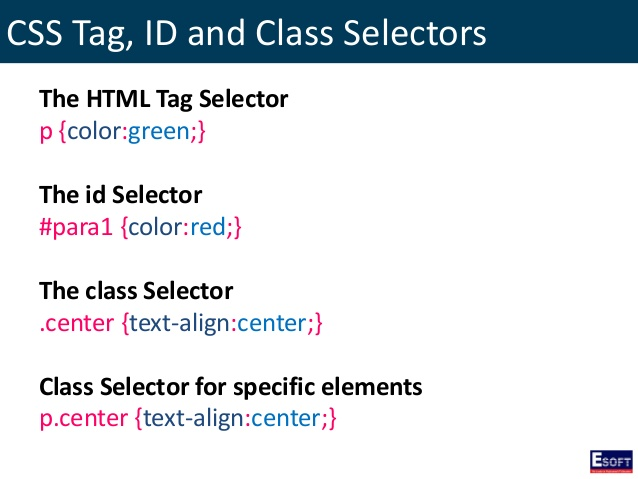 CSS Tag, ID and Class Selectors
The HTML Tag Selector
p {color:green;}
The id Selector
#para1 {color:red;}
The class Selector
.center {text-align:center;}
Class Selector for specific elements
p.center {text-align:center;}
ESOFT